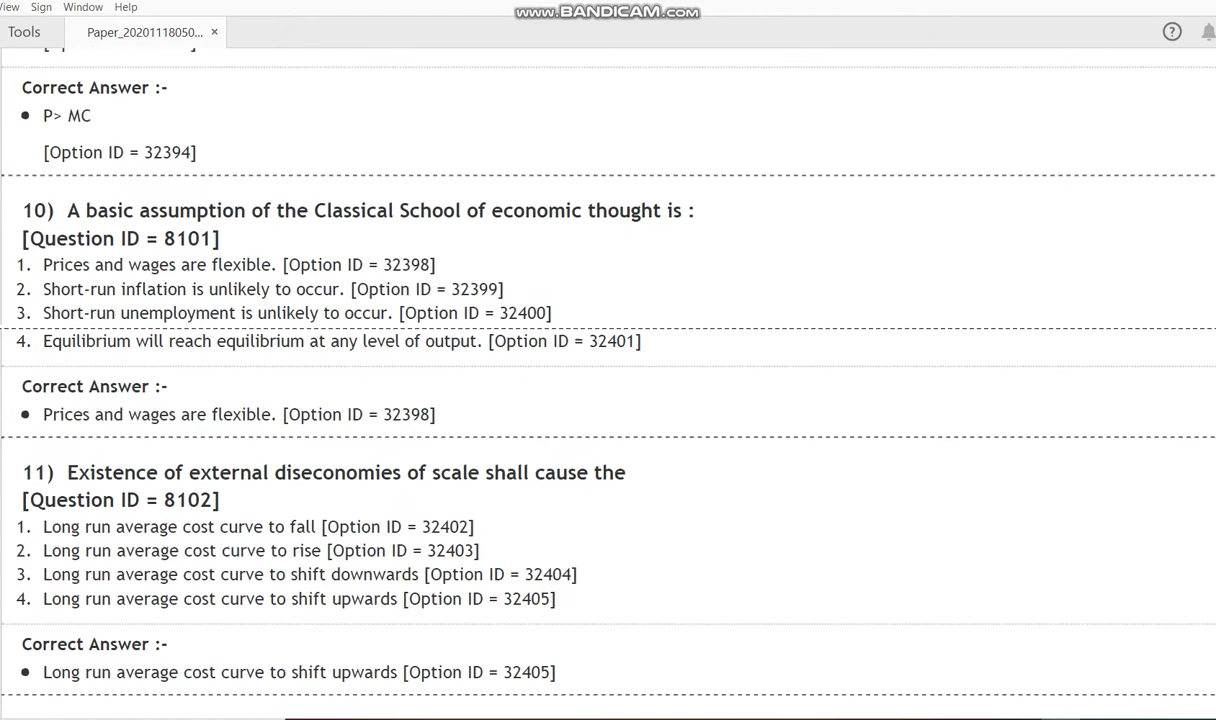 View Sign Window Help
www.BANDICAM.com
Tools Paper_20201118050... ×
Correct Answer :-
P> MC
[Option ID = 32394]
10) A basic assumption of the Classical School of economic thought is :
[Question ID = 8101]
1. Prices and wages are flexible. [Option ID = 32398]
2. Short-run inflation is unlikely to occur. [Option ID = 32399]
3. Short-run unemployment is unlikely to occur. [Option ID = 32400]
4. Equilibrium will reach equilibrium at any level of output. [Option ID = 32401]
Correct Answer :-
• Prices and wages are flexible. [Option ID = 32398]
11) Existence of external diseconomies of scale shall cause the
[Question ID = 8102]
1. Long run average cost curve to fall [Option ID = 32402]
2. Long run average cost curve to rise [Option ID = 32403]
3. Long run average cost curve to shift downwards [Option ID = 32404]
4. Long run average cost curve to shift upwards [Option ID = 32405]
Correct Answer :-
• Long run average cost curve to shift upwards [Option ID = 32405]